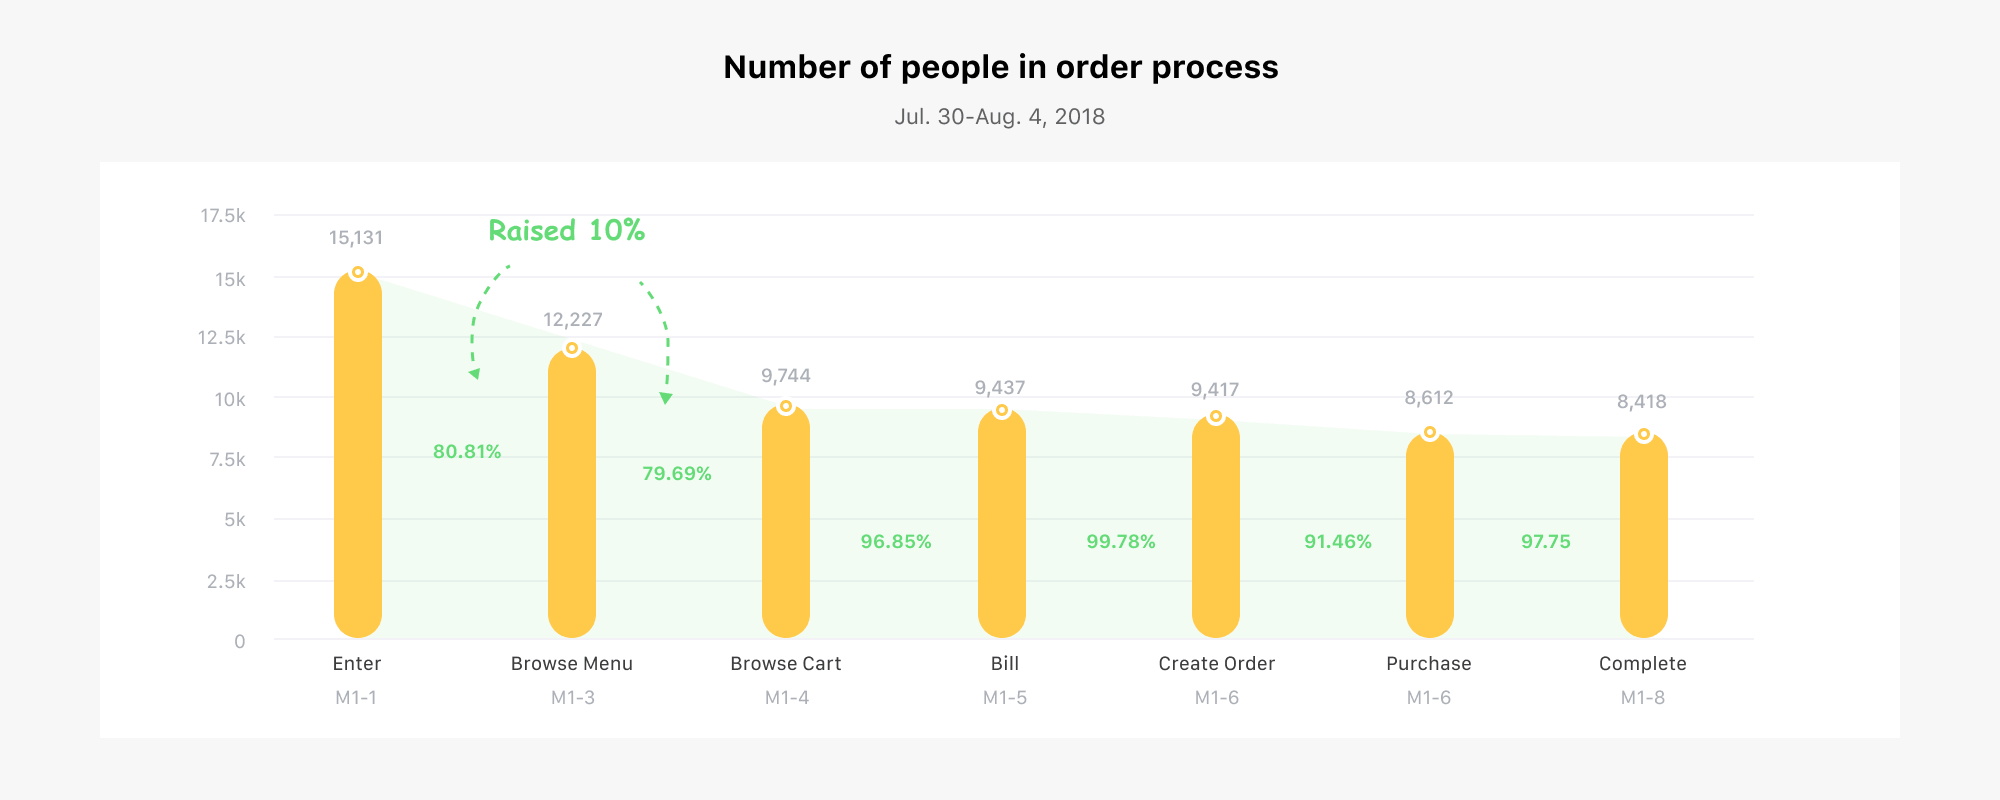 Number of people in order process
Jul. 30-Aug. 4, 2018
17.5k
15k
12.5k
10k
7.5k
5k
2.5k
0
Raised 10%
15,131
12,227
9,744
9,437
9,417
8,612
8,418
80.81%
79.69%
96.85%
99.78%
91.46%
97.75
Enter
Browse Menu
Browse Cart
Bill
Create Order
Purchase
Complete
M1-1
M1-3
M1-4
M1-5
M1-6
M1-6
M1-8